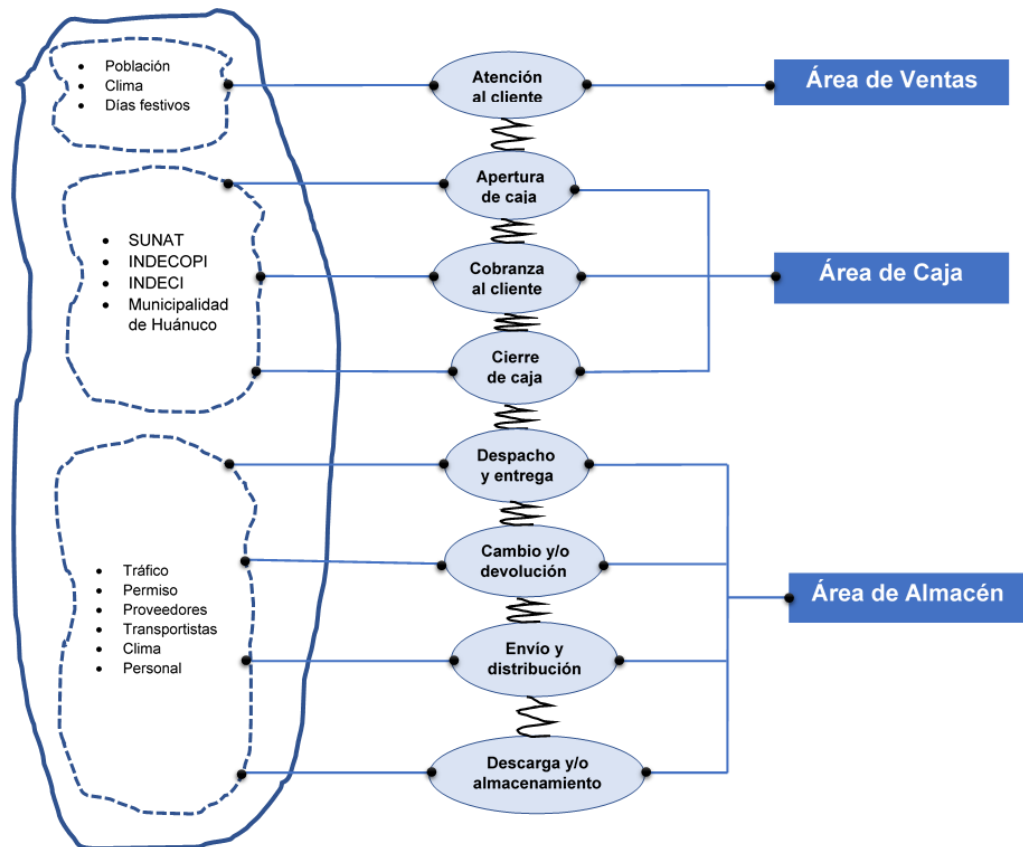 • Población
• Clima
• Días festivos
Atención
al cliente
Área de Ventas
Apertura
de caja
• SUNAT
• INDECOPI
• INDECI
• Municipalidad
de Huánuco
Cobranza
al cliente
Área de Caja
Cierre
de caja
Despacho
y entrega
Cambio y/o
devolución
• Tráfico
• Permiso
• Proveedores
• Transportistas
• Clima
• Personal
Área de Almacén
Envío y
distribución
Descarga y/o
almacenamiento